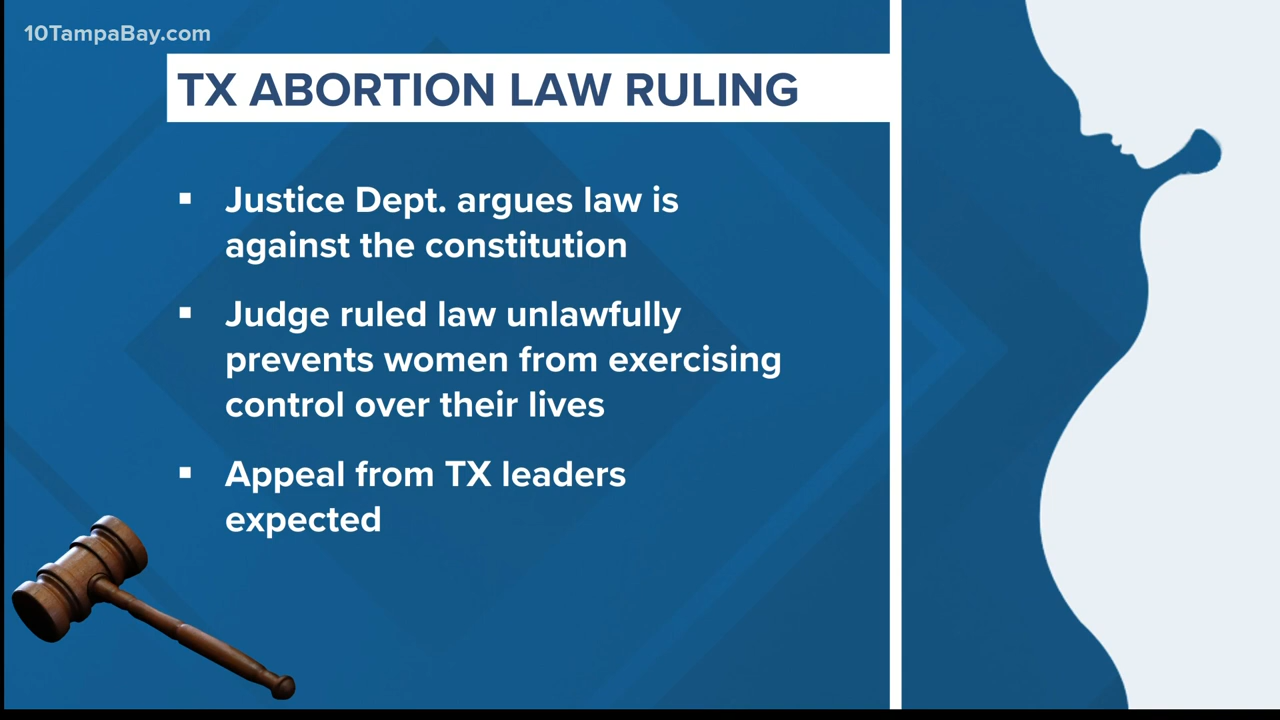 10TampaBay.com
TX ABORTION LAW RULING
▪ Justice Dept. argues law is
against the constitution
▪ Judge ruled law unlawfully
prevents women from exercising
control over their lives
▪ Appeal from TX leaders
expected